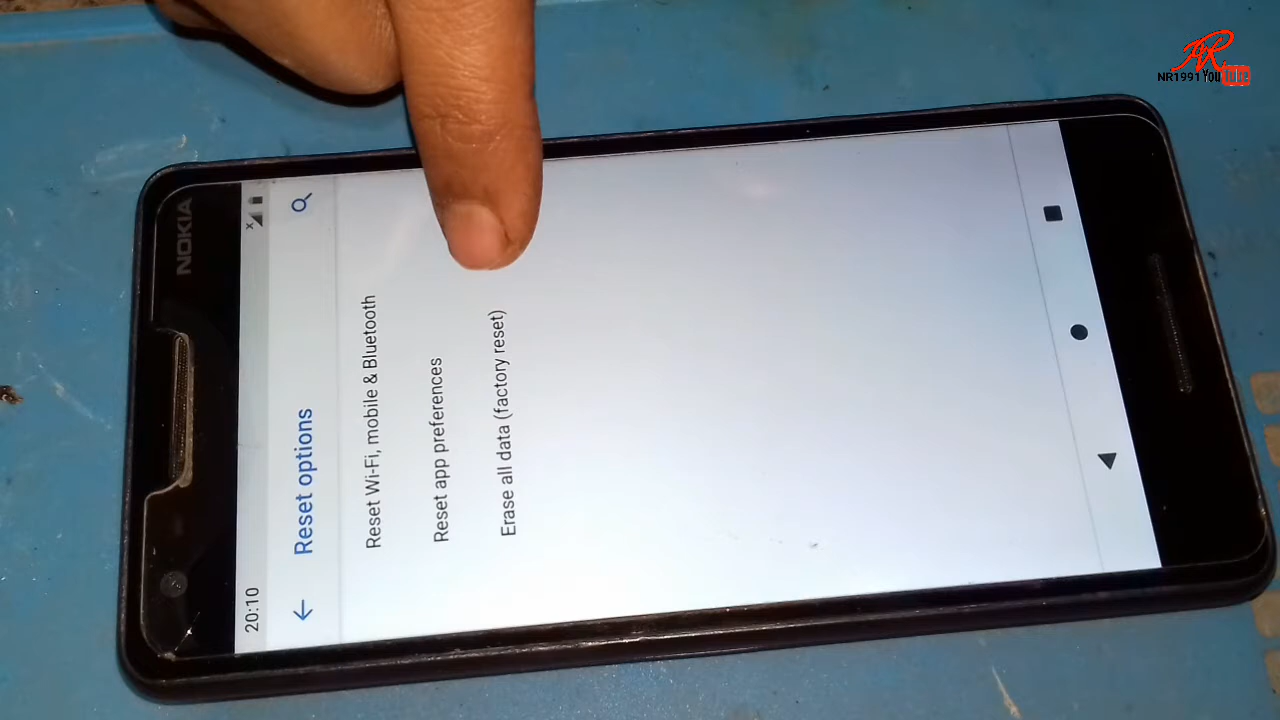 NR1991 YouTube
NOKIA
20:10
x
Reset options
Reset Wi-Fi, mobile & Bluetooth
Reset app preferences
Erase all data (factory reset)